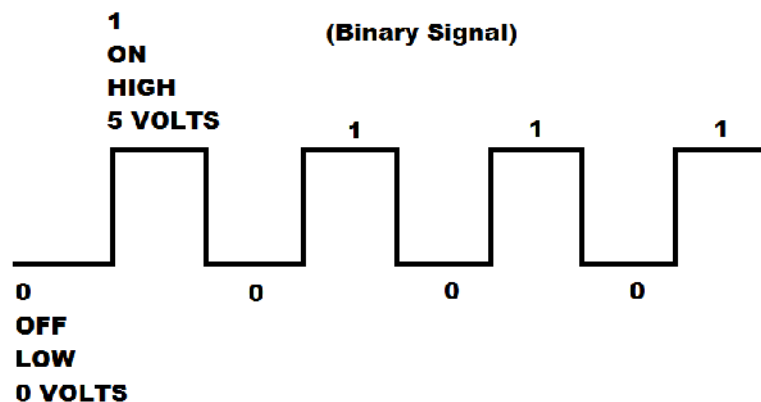 1
ON
HIGH
5 VOLTS
(Binary Signal)
1
1
1
0
OFF
LOW
0 VOLTS
0
0
0